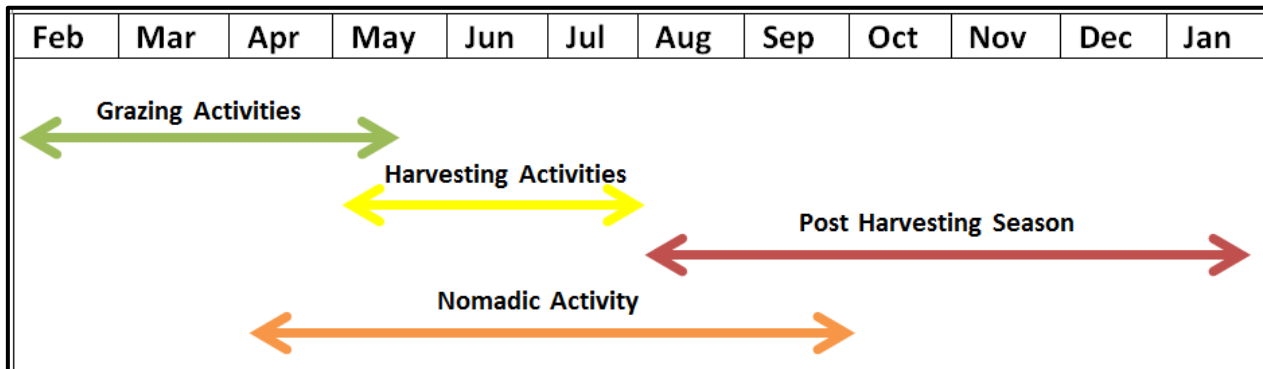 Feb Mar Apr May Jun Jul Aug Sep Oct Nov Dec Jan
Grazing Activities
Harvesting Activities
Post Harvesting Season
Nomadic Activity